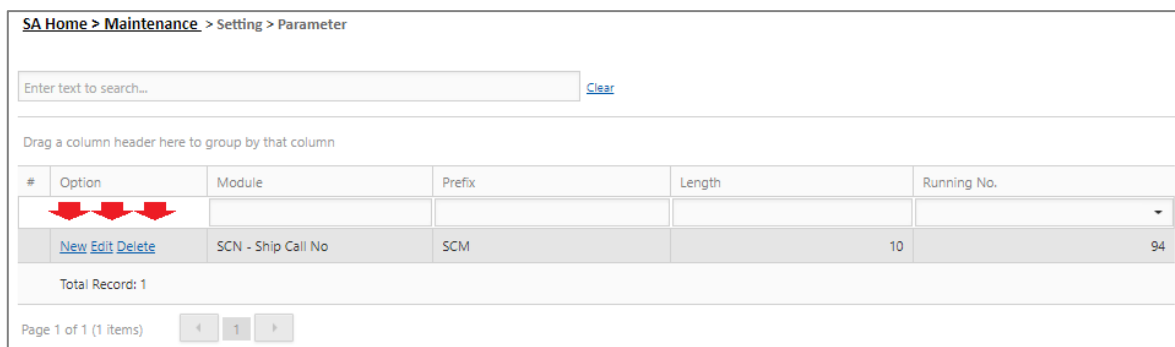 SA Home > Maintenance > Setting > Parameter
Enter text to search... Clear
Drag a column header here to group by that column
# Option Module Prefix Length Running No.
New Edit Delete SCN - Ship Call No SCM 10 94
Total Record: 1
Page 1 of 1 (1 items) 1